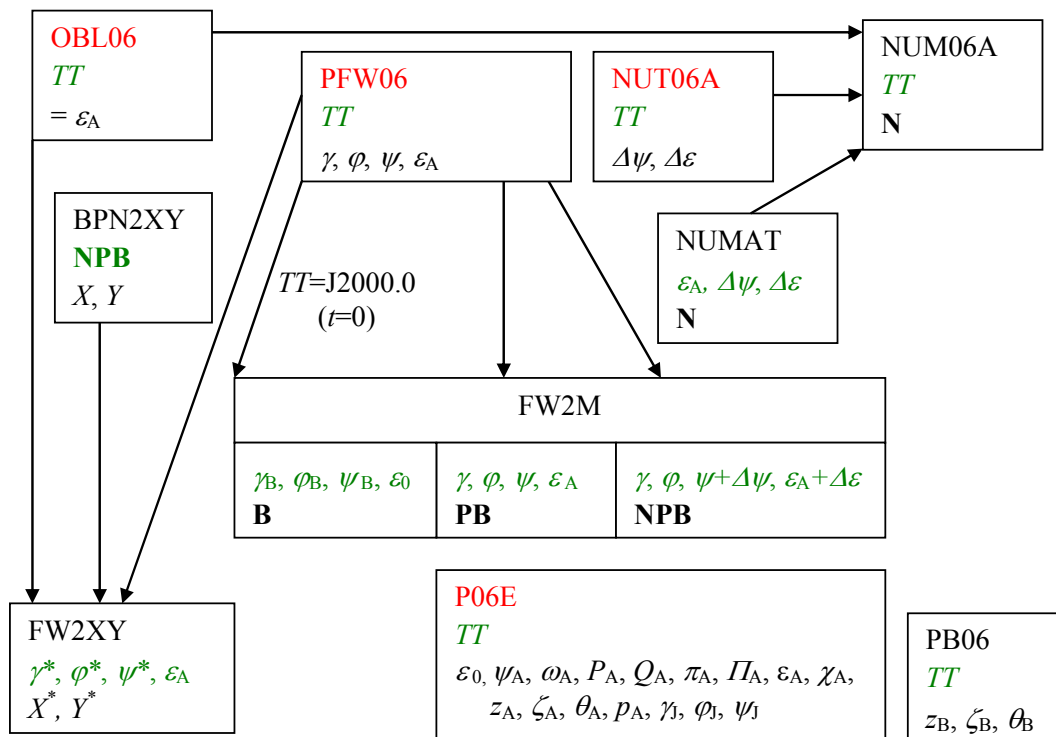 OBL06
TT
= εA
PFW06
TT
γ, φ, ψ, εA
NUT06A
TT
Δψ, Δε
NUM06A
TT
N
BPN2XY
NPB
X, Y
NUMAT
εA, Δψ, Δε
N
TT=J2000.0
(t=0)
FW2M
γB, φB, ψB, ε0
B
γ, φ, ψ, εA
PB
γ, φ, ψ+Δψ, εA+Δε
NPB
FW2XY
γ*, φ*, ψ*, εA
X*, Y*
P06E
TT
ε0, ψA, ωA, PA, QA, πA, ΠA, εA, χA,
zA, ζA, θA, pA, γJ, φJ, ψJ
PB06
TT
zB, ζB, θB